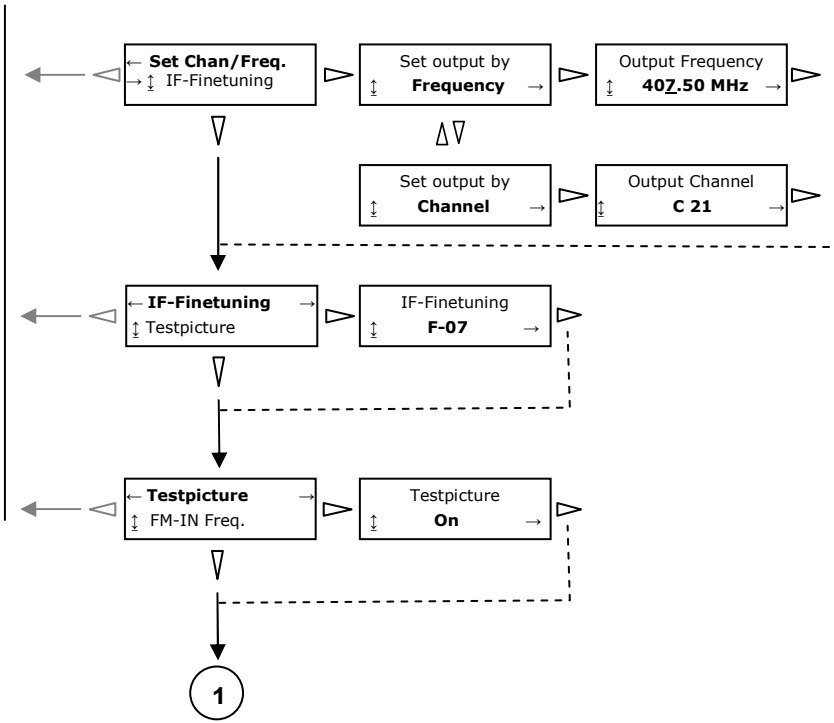 ← Set Chan/Freq.
→ ↕ IF-Finetuning
Set output by
↕ Frequency →
Output Frequency
↕ 407.50 MHz →
Set output by
↕ Channel →
Output Channel
↕ C 21 →
← IF-Finetuning →
↕ Testpicture
IF-Finetuning
↕ F-07 →
← Testpicture →
↕ FM-IN Freq.
Testpicture
↕ On →
1